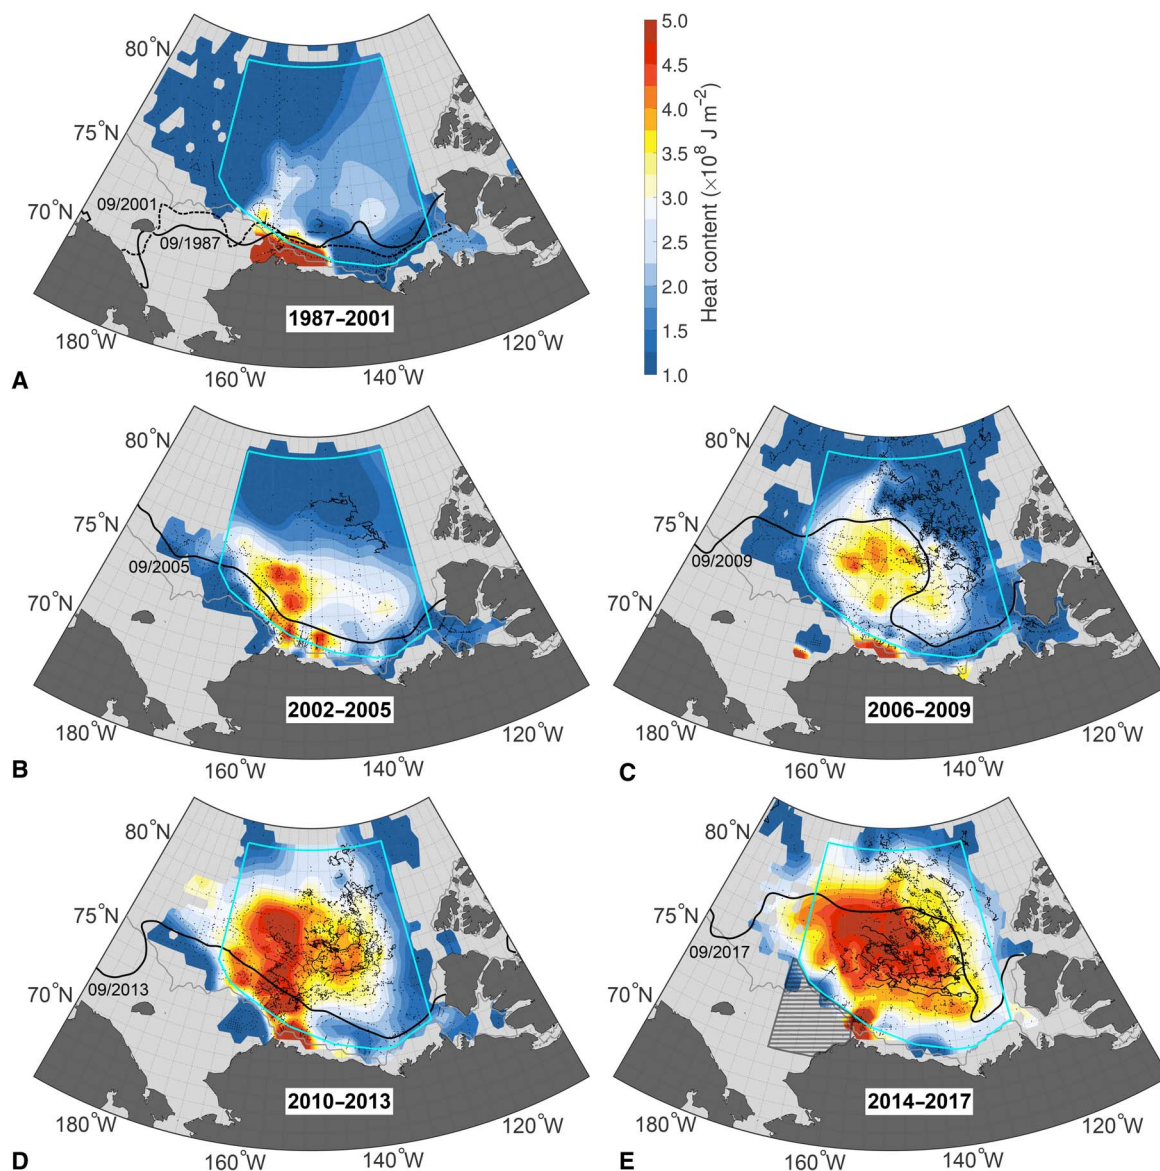 80°N
75°N
70°N
09/2001
09/1987
180°W
160°W
140°W
120°W
1987–2001
A
5.0
4.5
4.0
3.5
3.0
2.5
2.0
1.5
1.0
Heat content (×10⁸ J m⁻²)
80°N
75°N
70°N
09/2005
180°W
160°W
140°W
120°W
2002–2005
B
80°N
75°N
70°N
09/2009
180°W
160°W
140°W
120°W
2006–2009
C
80°N
75°N
70°N
09/2013
180°W
160°W
140°W
120°W
2010–2013
D
80°N
75°N
70°N
09/2017
180°W
160°W
140°W
120°W
2014–2017
E